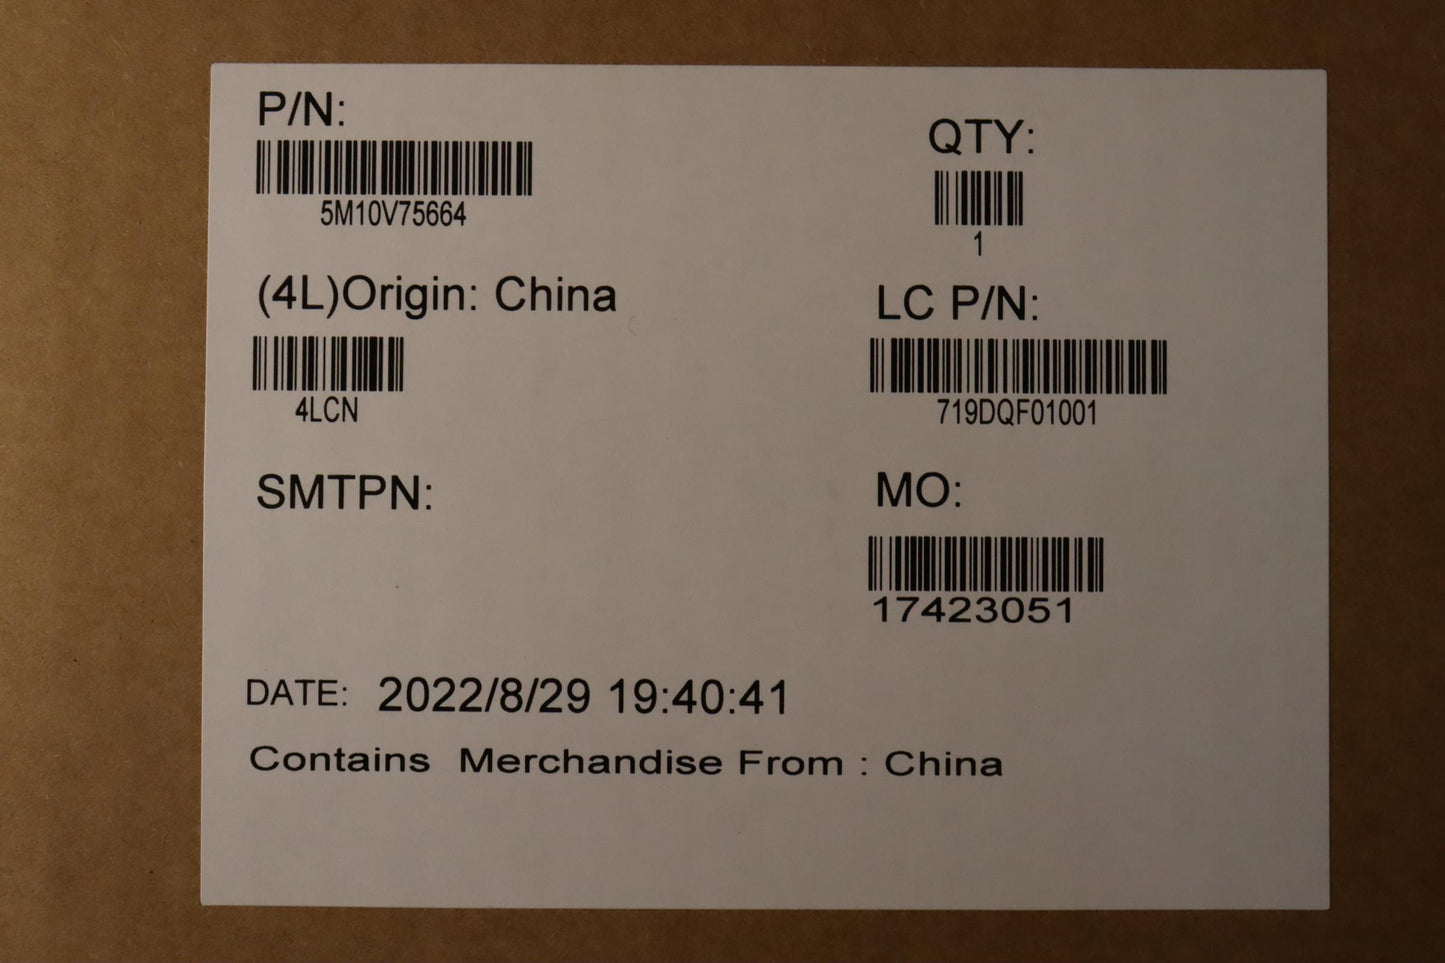 P/N:
5M10V75664
QTY:
1
(4L)Origin: China
4LCN
LC P/N:
719DQF01001
SMTPN:
MO:
17423051
DATE: 2022/8/29 19:40:41
Contains Merchandise From : China